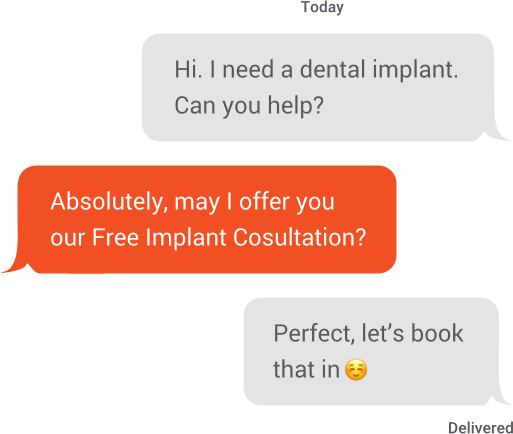 Today
Hi. I need a dental implant.
Can you help?
Absolutely, may I offer you
our Free Implant Cosultation?
Perfect, let’s book
that in ☺️
Delivered